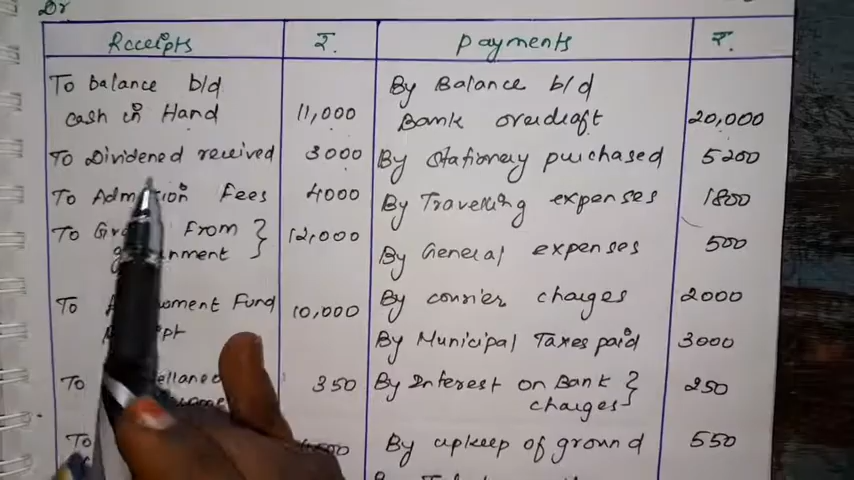 Dr
Receipts ₹. Payments ₹.
To balance b/d By Balance b/d
cash in Hand 11,000 Bank overdraft 20,000
To Dividened received 3000 By Stationery purchased 5200
To Admission Fees 4000 By Travelling expenses 1800
To From } 12,000 By General expenses 500
To Fund 10,000 By courier charges 2000
By Municipal Taxes paid 3000
To 350 By Interest on Bank } 250
charges
To By upkeep of ground 550
By